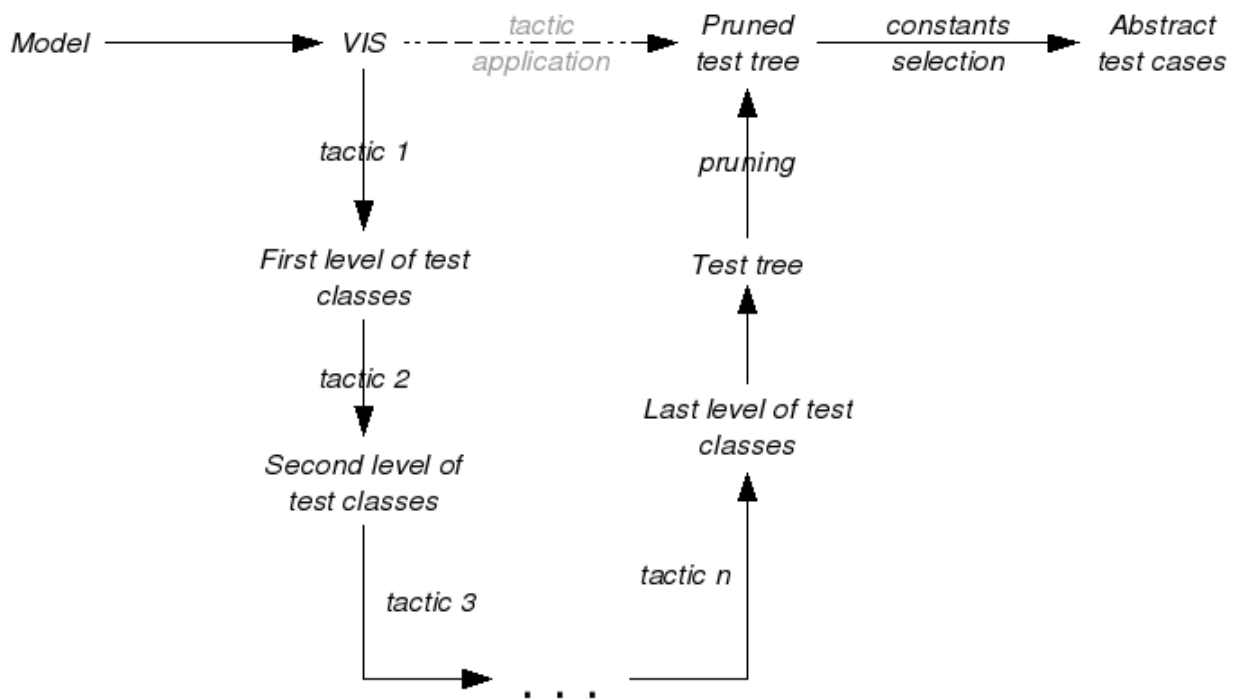 Model
VIS
tactic
application
Pruned
test tree
constants
selection
Abstract
test cases
tactic 1
pruning
First level of test
classes
Test tree
tactic 2
Last level of test
classes
Second level of
test classes
tactic n
tactic 3
. . .